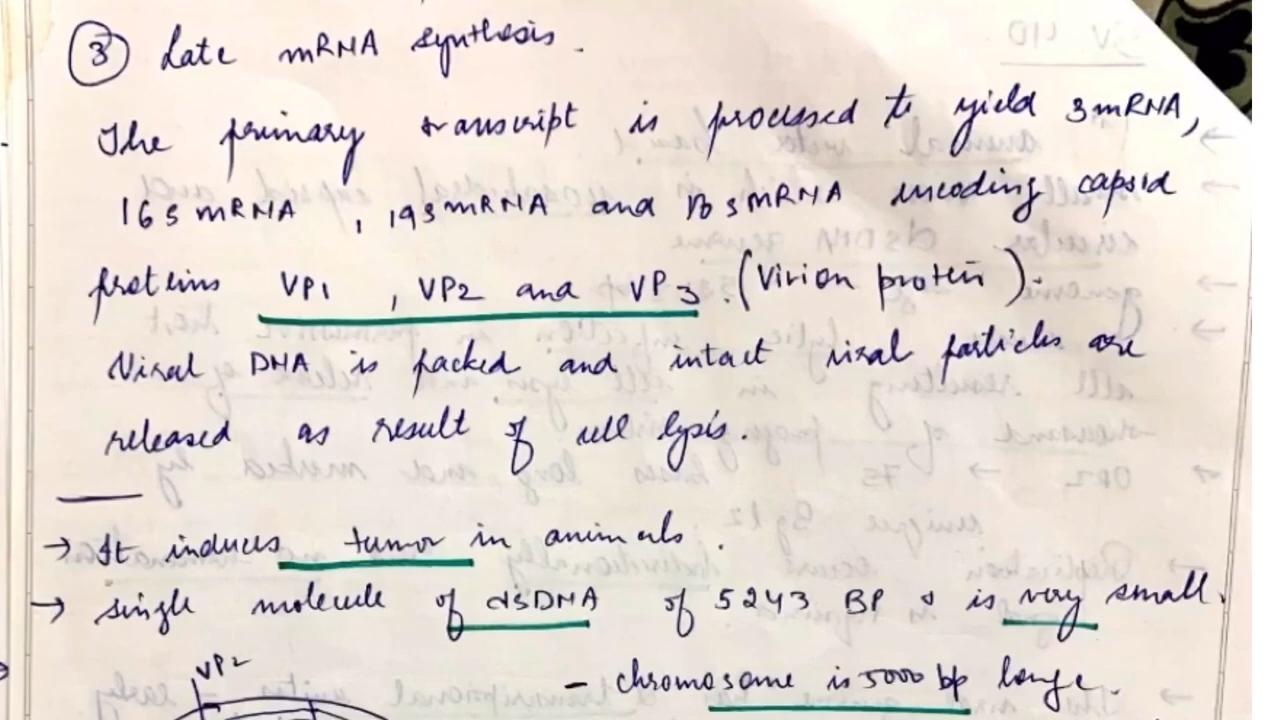 ③ Late mRNA synthesis.
The primary transcript is processed to yield 3 mRNA,
16s mRNA, 19s mRNA and 18 s mRNA encoding capsid
proteins VP1, VP2 and VP3. (Virion protein).
Viral DNA is packed and intact viral particles are
released as result of cell lysis.
→ It induces tumor in animals.
→ single molecule of dsDNA of 5243 BP & is very small.
VP2
- chromosome is 5000 bp longe.